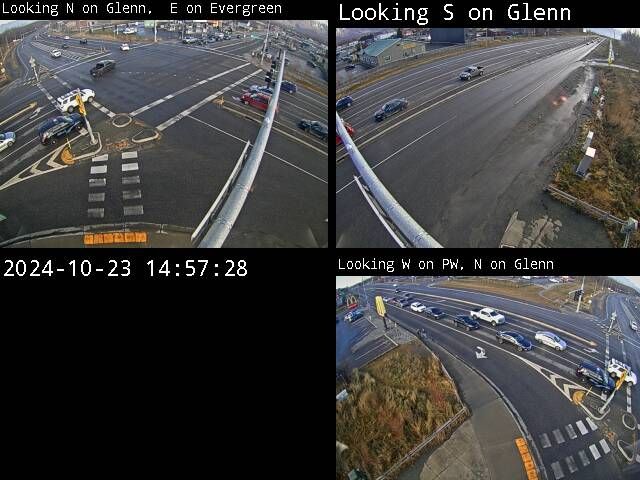 Looking N on Glenn,  E on Evergreen
Looking S on Glenn
2024-10-23 14:57:28
Looking W on PW, N on Glenn